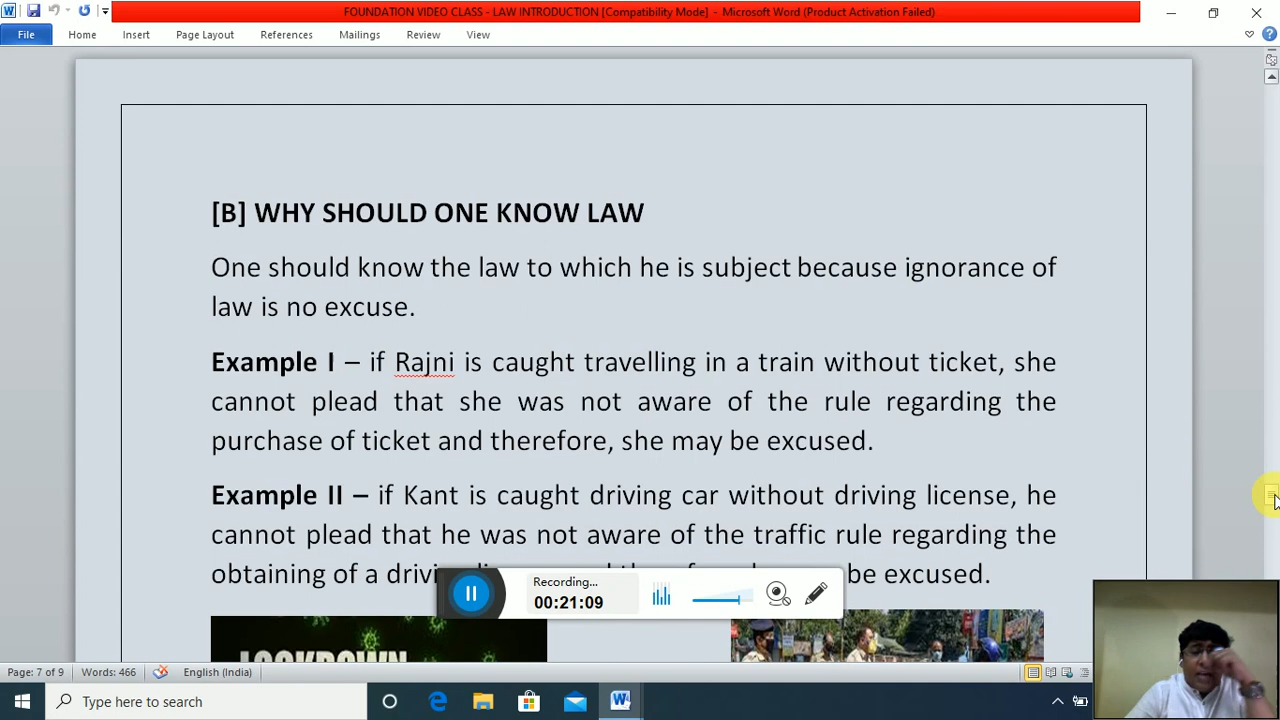 FOUNDATION VIDEO CLASS - LAW INTRODUCTION [Compatibility Mode] - Microsoft Word (Product Activation Failed)
File Home Insert Page Layout References Mailings Review View
[B] WHY SHOULD ONE KNOW LAW
One should know the law to which he is subject because ignorance of
law is no excuse.
Example I – if Rajni is caught travelling in a train without ticket, she
cannot plead that she was not aware of the rule regarding the
purchase of ticket and therefore, she may be excused.
Example II – if Kant is caught driving car without driving license, he
cannot plead that he was not aware of the traffic rule regarding the
obtaining of a be excused.
Recording...
00:21:09
LOCKDOWN
Page: 7 of 9 Words: 466 English (India)
Type here to search